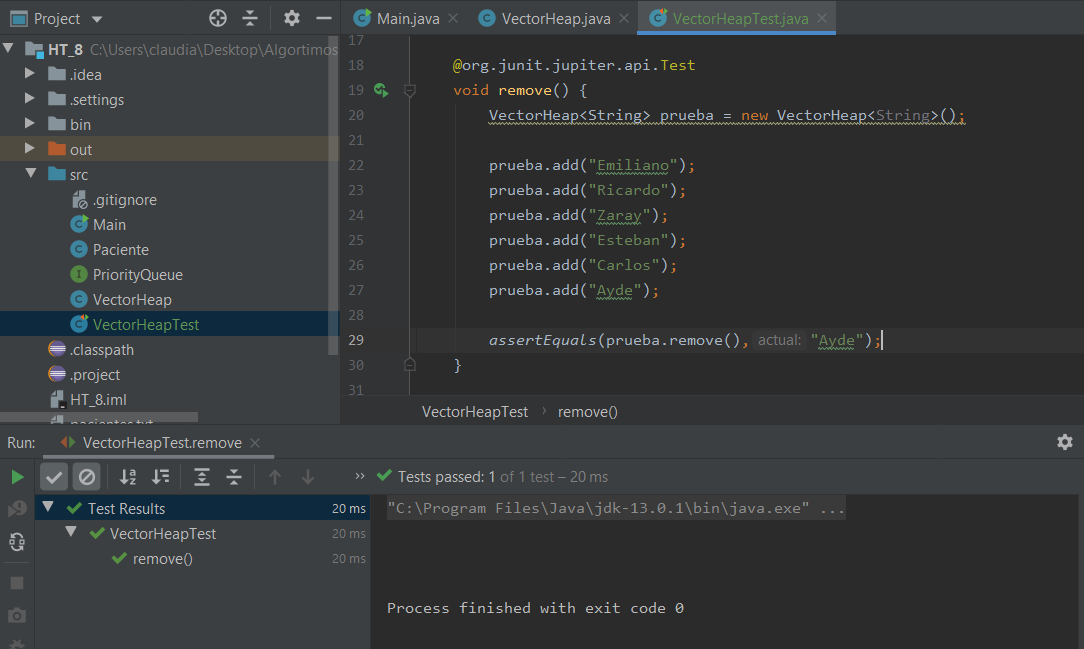 Project
Main.java
VectorHeap.java
VectorHeapTest.java
HT_8 C:\Users\claudia\Desktop\Algortimos
.idea
.settings
bin
out
src
.gitignore
Main
Paciente
PriorityQueue
VectorHeap
VectorHeapTest
.classpath
.project
HT_8.iml
pacientes.txt
17
18 @org.junit.jupiter.api.Test
19 void remove() {
20 VectorHeap<String> prueba = new VectorHeap<String>();
21
22 prueba.add("Emiliano");
23 prueba.add("Ricardo");
24 prueba.add("Zaray");
25 prueba.add("Esteban");
26 prueba.add("Carlos");
27 prueba.add("Ayde");
28
29 assertEquals(prueba.remove(), actual: "Ayde");
30 }
31
VectorHeapTest › remove()
Run: VectorHeapTest.remove
» Tests passed: 1 of 1 test – 20 ms
Test Results 20 ms
VectorHeapTest 20 ms
remove() 20 ms
"C:\Program Files\Java\jdk-13.0.1\bin\java.exe" ...
Process finished with exit code 0